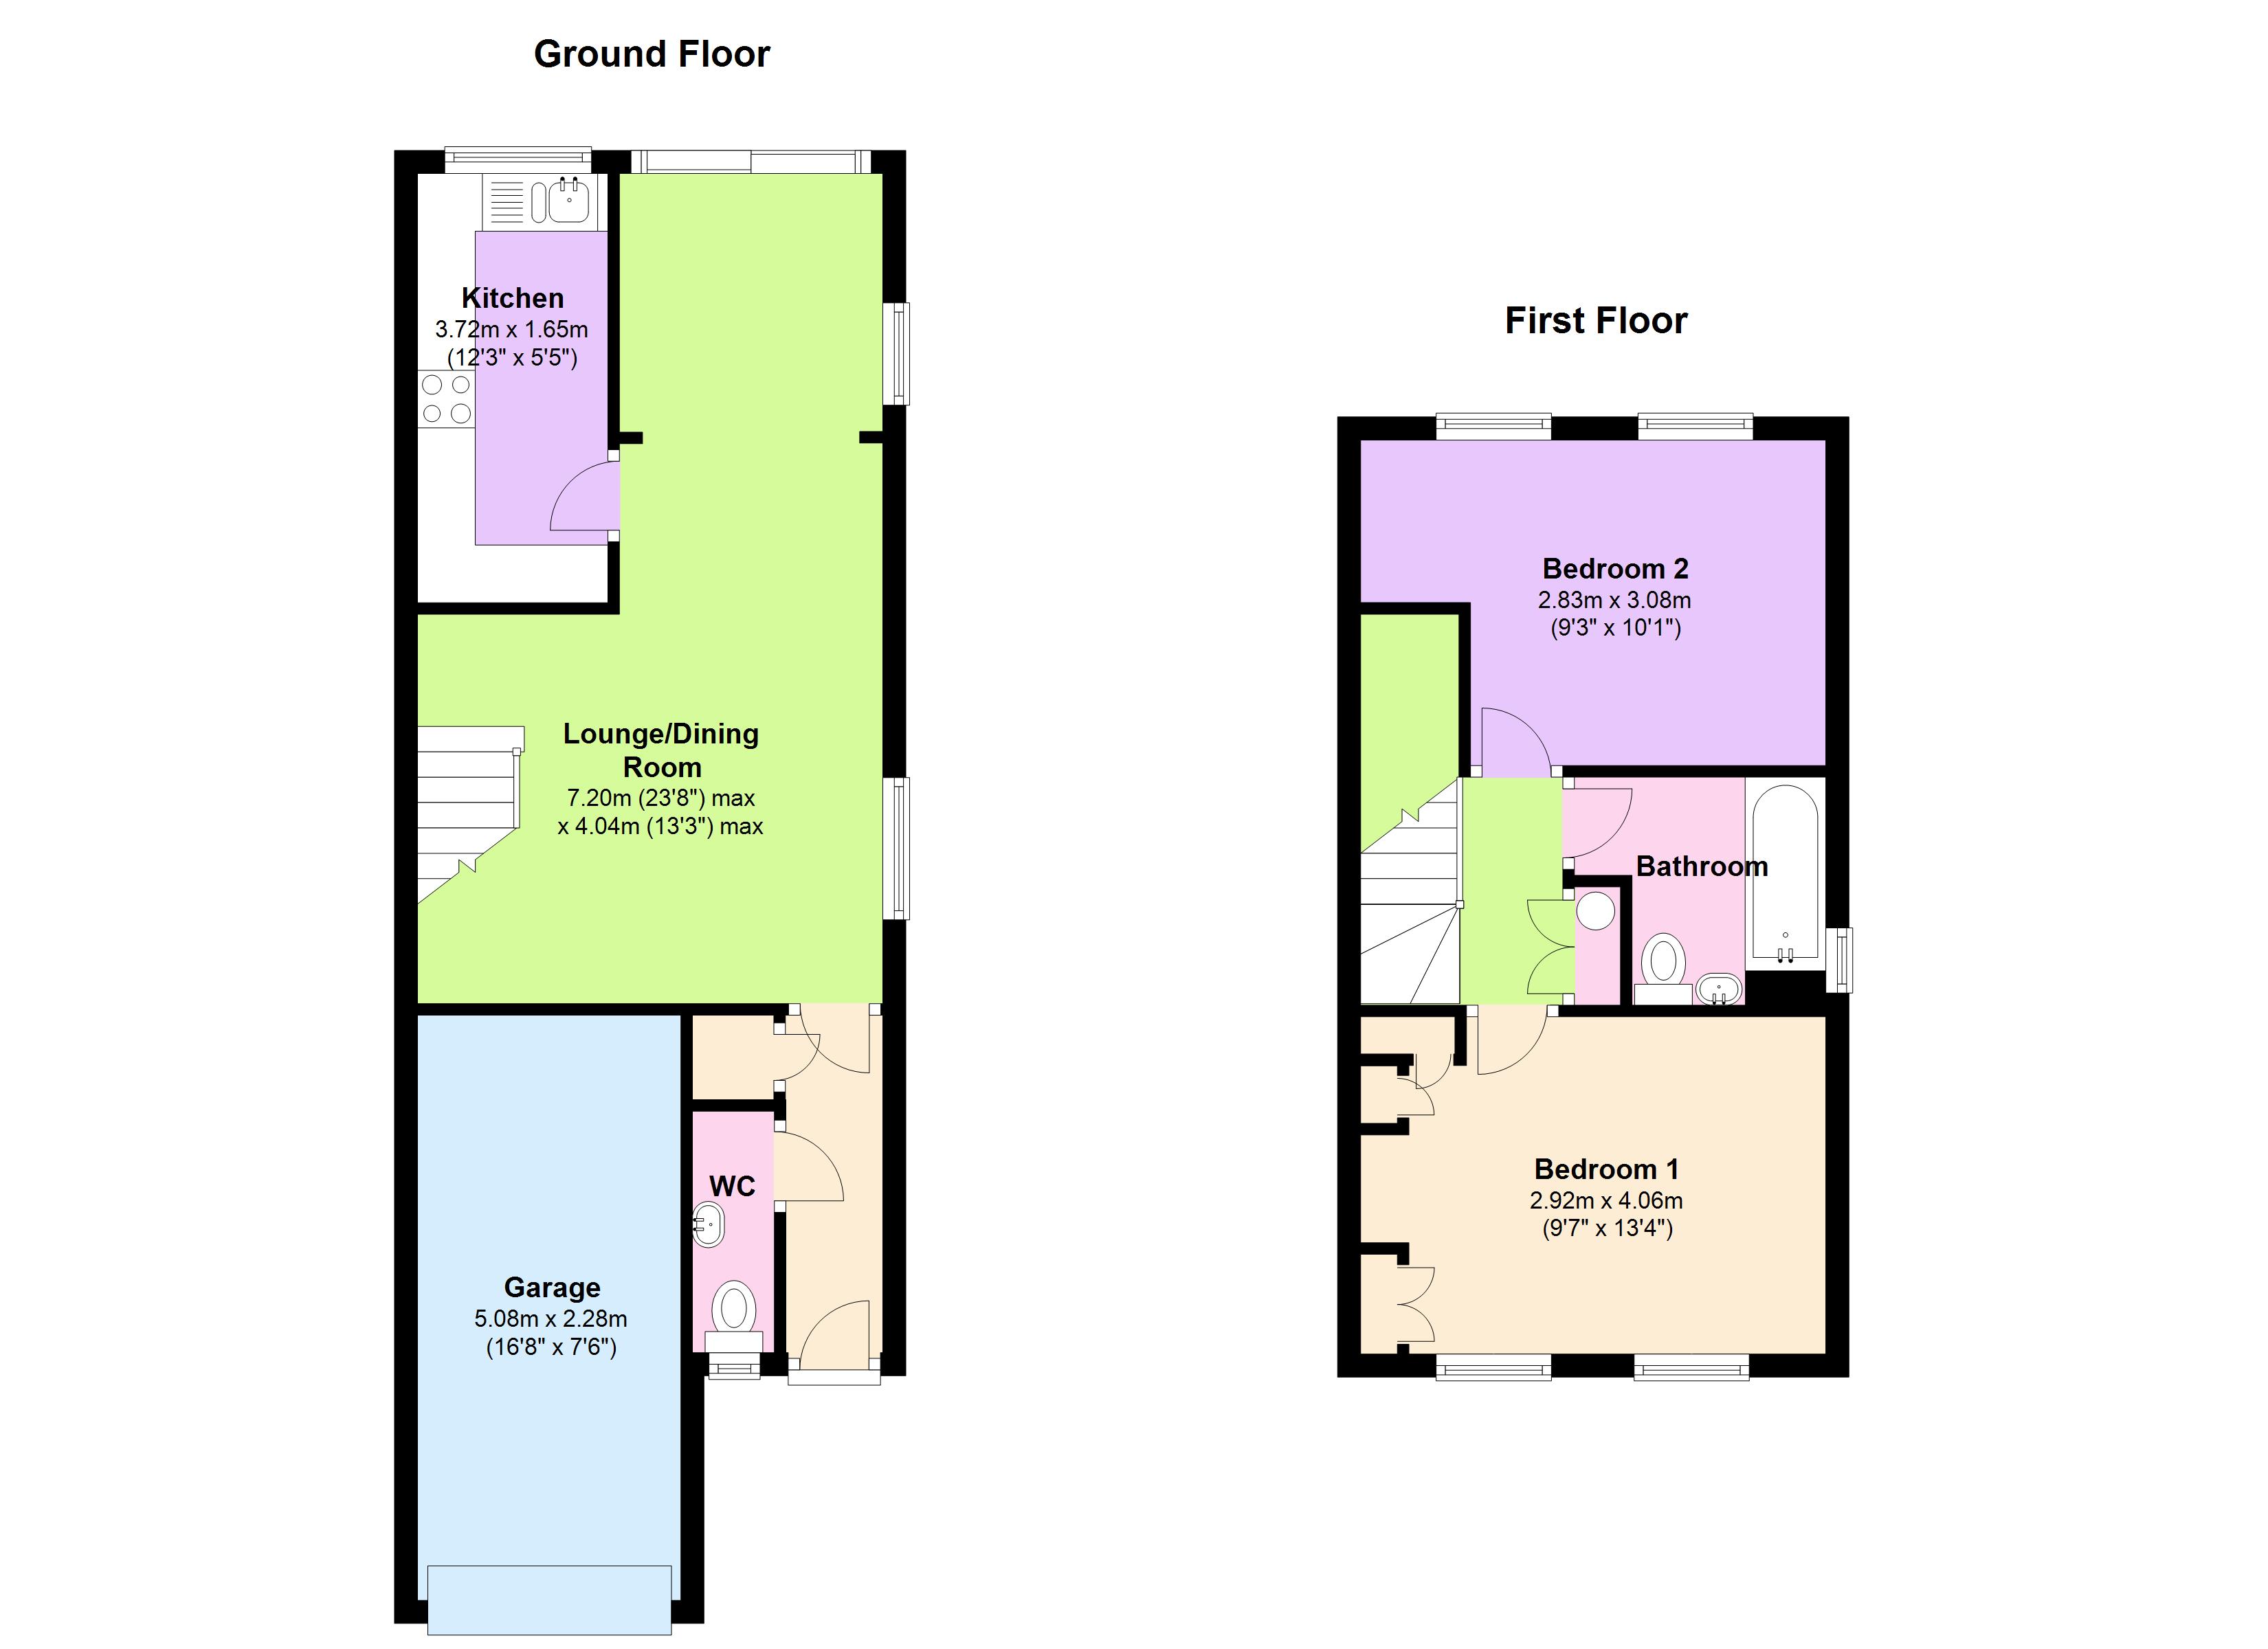 Ground Floor
Kitchen
3.72m x 1.65m
(12'3" x 5'5")
Lounge/Dining
Room
7.20m (23'8") max
x 4.04m (13'3") max
WC
Garage
5.08m x 2.28m
(16'8" x 7'6")
First Floor
Bedroom 2
2.83m x 3.08m
(9'3" x 10'1")
Bathroom
Bedroom 1
2.92m x 4.06m
(9'7" x 13'4")